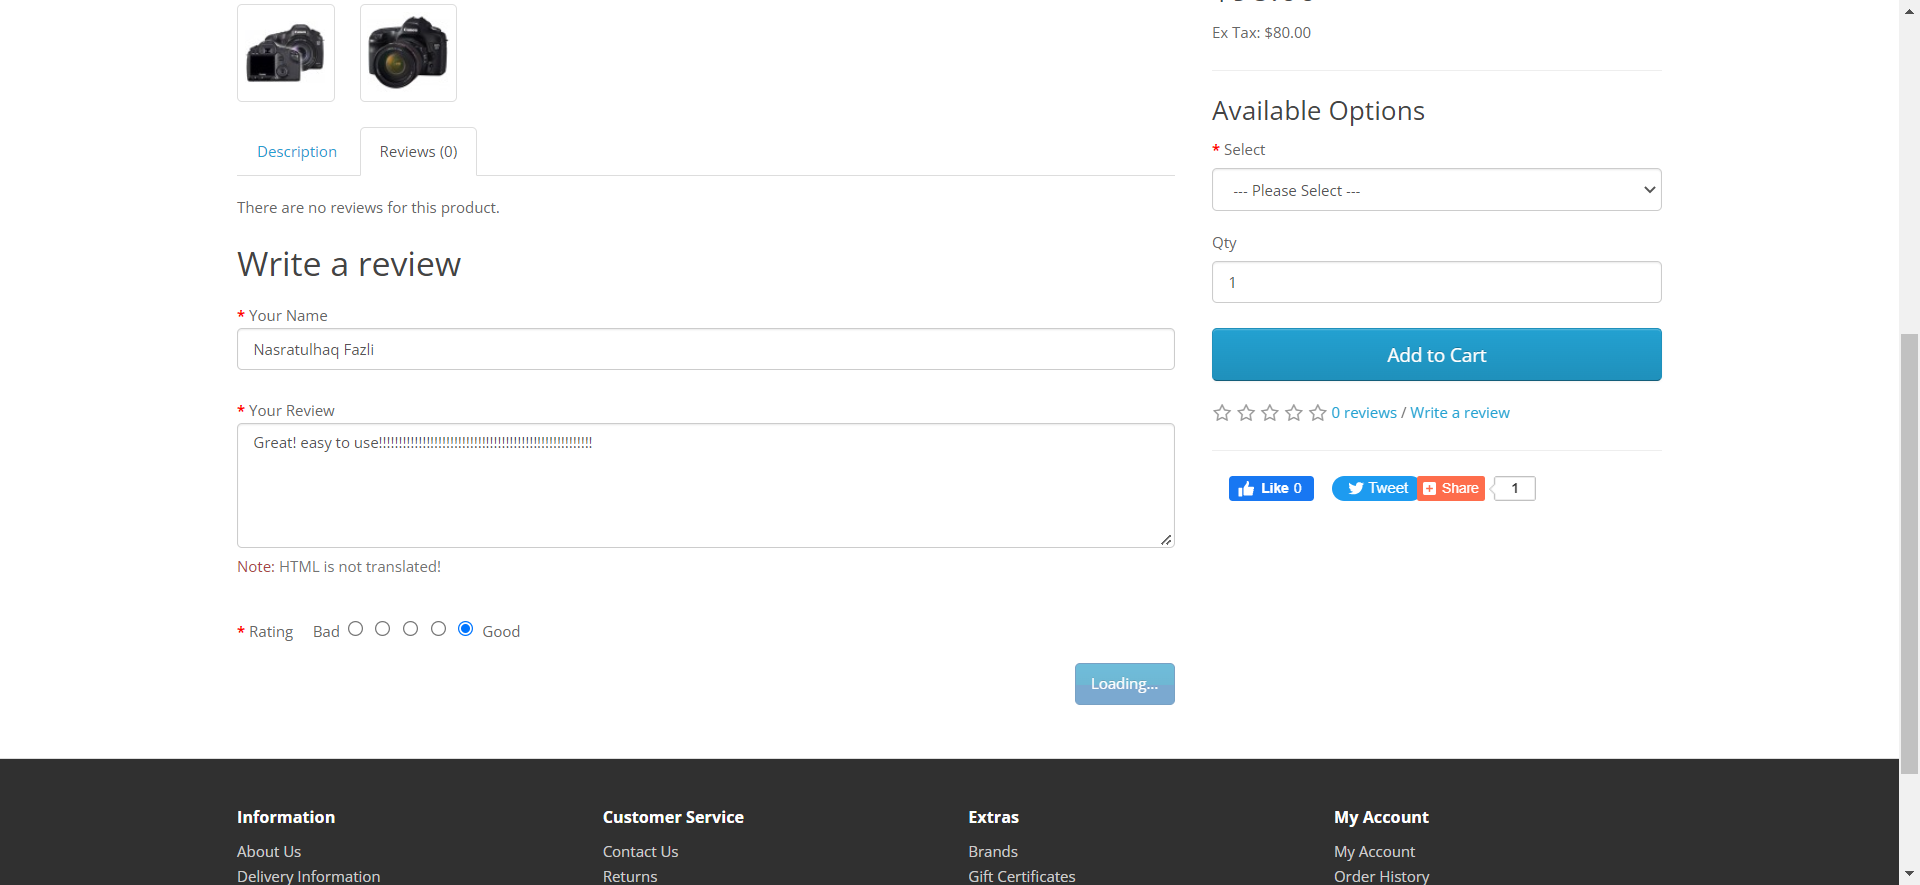 Ex Tax: $80.00
Available Options
* Select
--- Please Select ---
Qty
1
Add to Cart
0 reviews / Write a review
Like 0
Tweet
Share
1
Description
Reviews (0)
There are no reviews for this product.
Write a review
* Your Name
Nasratulhaq Fazli
* Your Review
Great! easy to use!!!!!!!!!!!!!!!!!!!!!!!!!!!!!!!!!!!!!!!!!!!!!!!!!!!!!!
Note: HTML is not translated!
* Rating Bad Good
Loading...
Information
About Us
Delivery Information
Customer Service
Contact Us
Returns
Extras
Brands
Gift Certificates
My Account
My Account
Order History